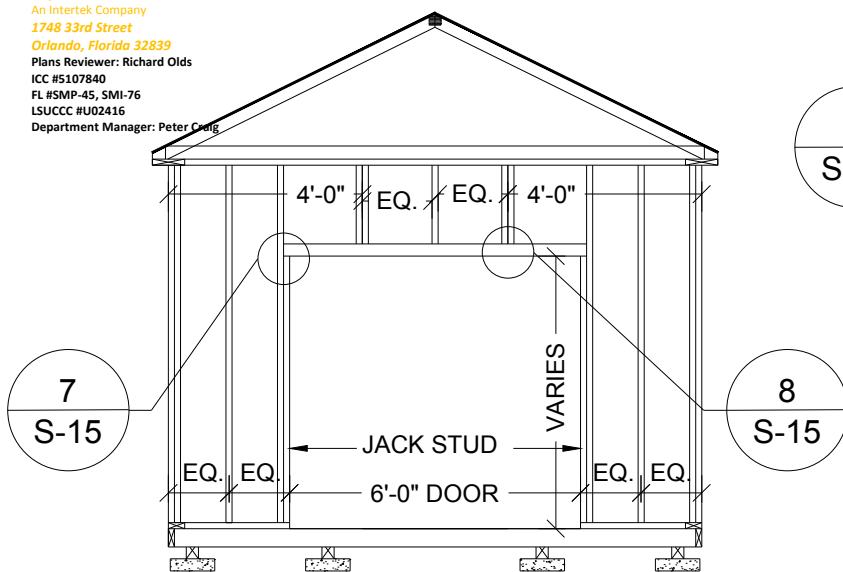 An Intertek Company
1748 33rd Street
Orlando, Florida 32839
Plans Reviewer: Richard Olds
ICC #5107840
FL #SMP-45, SMI-76
LSUCCC #U02416
Department Manager: Peter Craig
S
4'-0" EQ. EQ. 4'-0"
7
S-15
VARIES
8
S-15
JACK STUD
EQ. EQ. 6'-0" DOOR EQ. EQ.